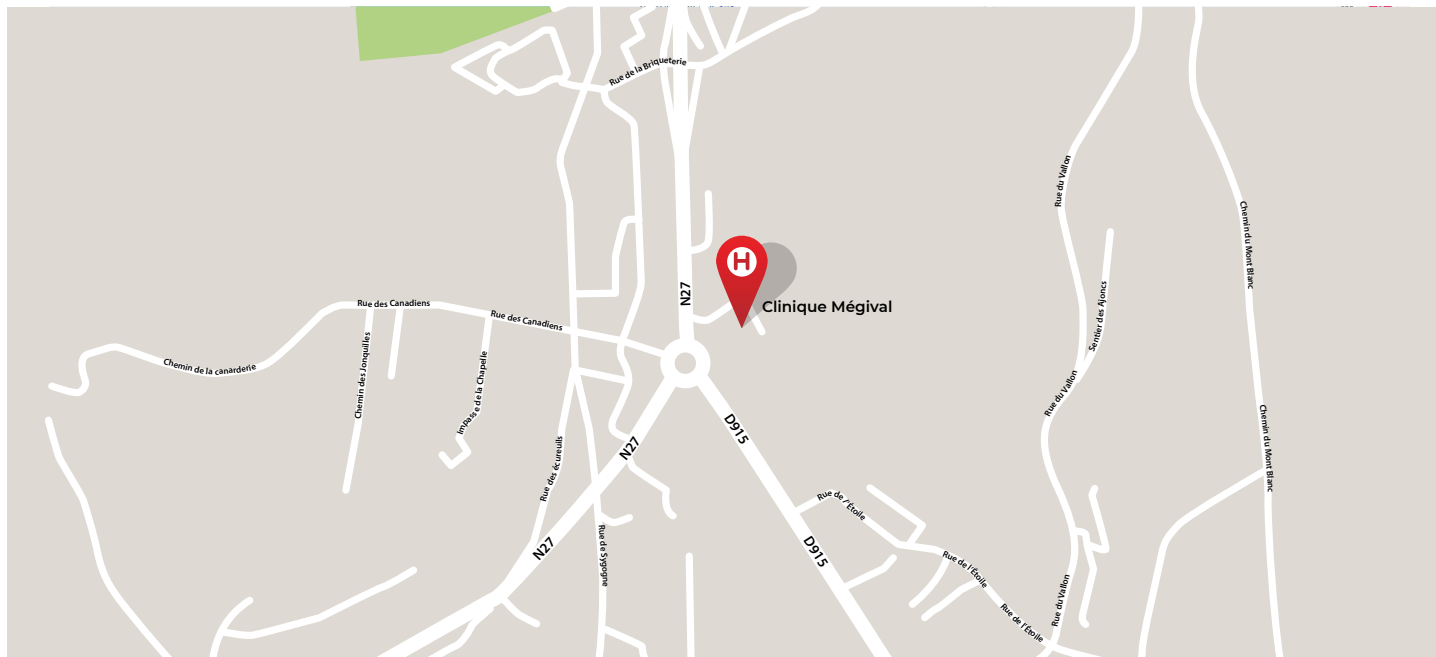 Rue de la Briqueterie
Rue du Vallon
Chemin du Mont Blanc
H
N27
Clinique Mégival
Rue des Canadiens
Rue des Canadiens
Sentier des Ajoncs
Chemin de la canarderie
Chemin des Jonquilles
Impasse de la Chapelle
Rue du Vallon
N27
D915
Chemin du Mont Blanc
Rue des écureuils
Rue de l'Étoile
N27
Rue de Sygogne
D915
Rue de l'Étoile
Rue du Vallon
Rue de l'Étoile